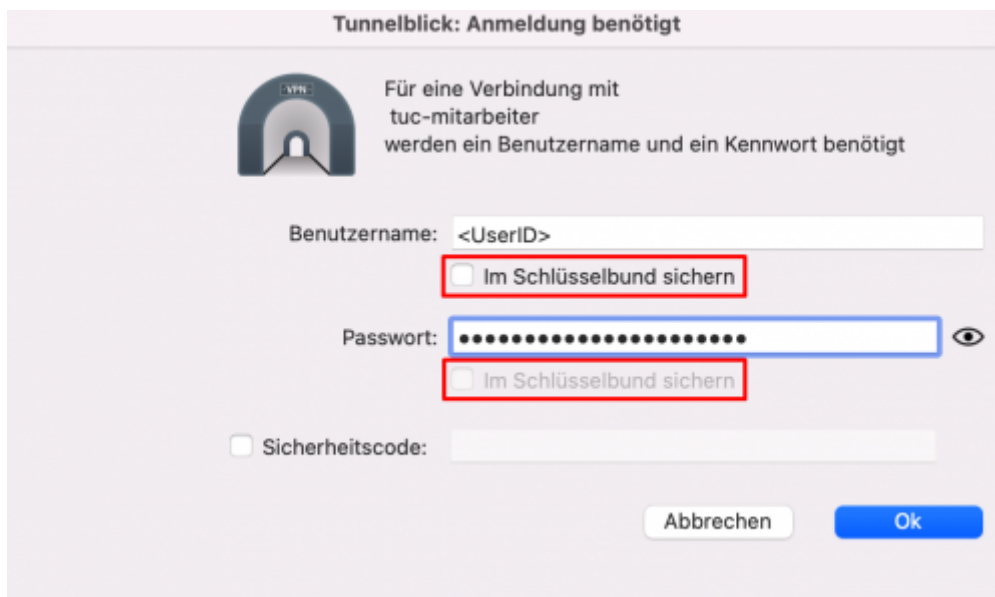 Tunnelblick: Anmeldung benötigt
VPN
Für eine Verbindung mit
tuc-mitarbeiter
werden ein Benutzername und ein Kennwort benötigt
Benutzername: <UserID>
Im Schlüsselbund sichern
Passwort: ••••••••••••••••••••••
Im Schlüsselbund sichern
Sicherheitscode:
Abbrechen Ok